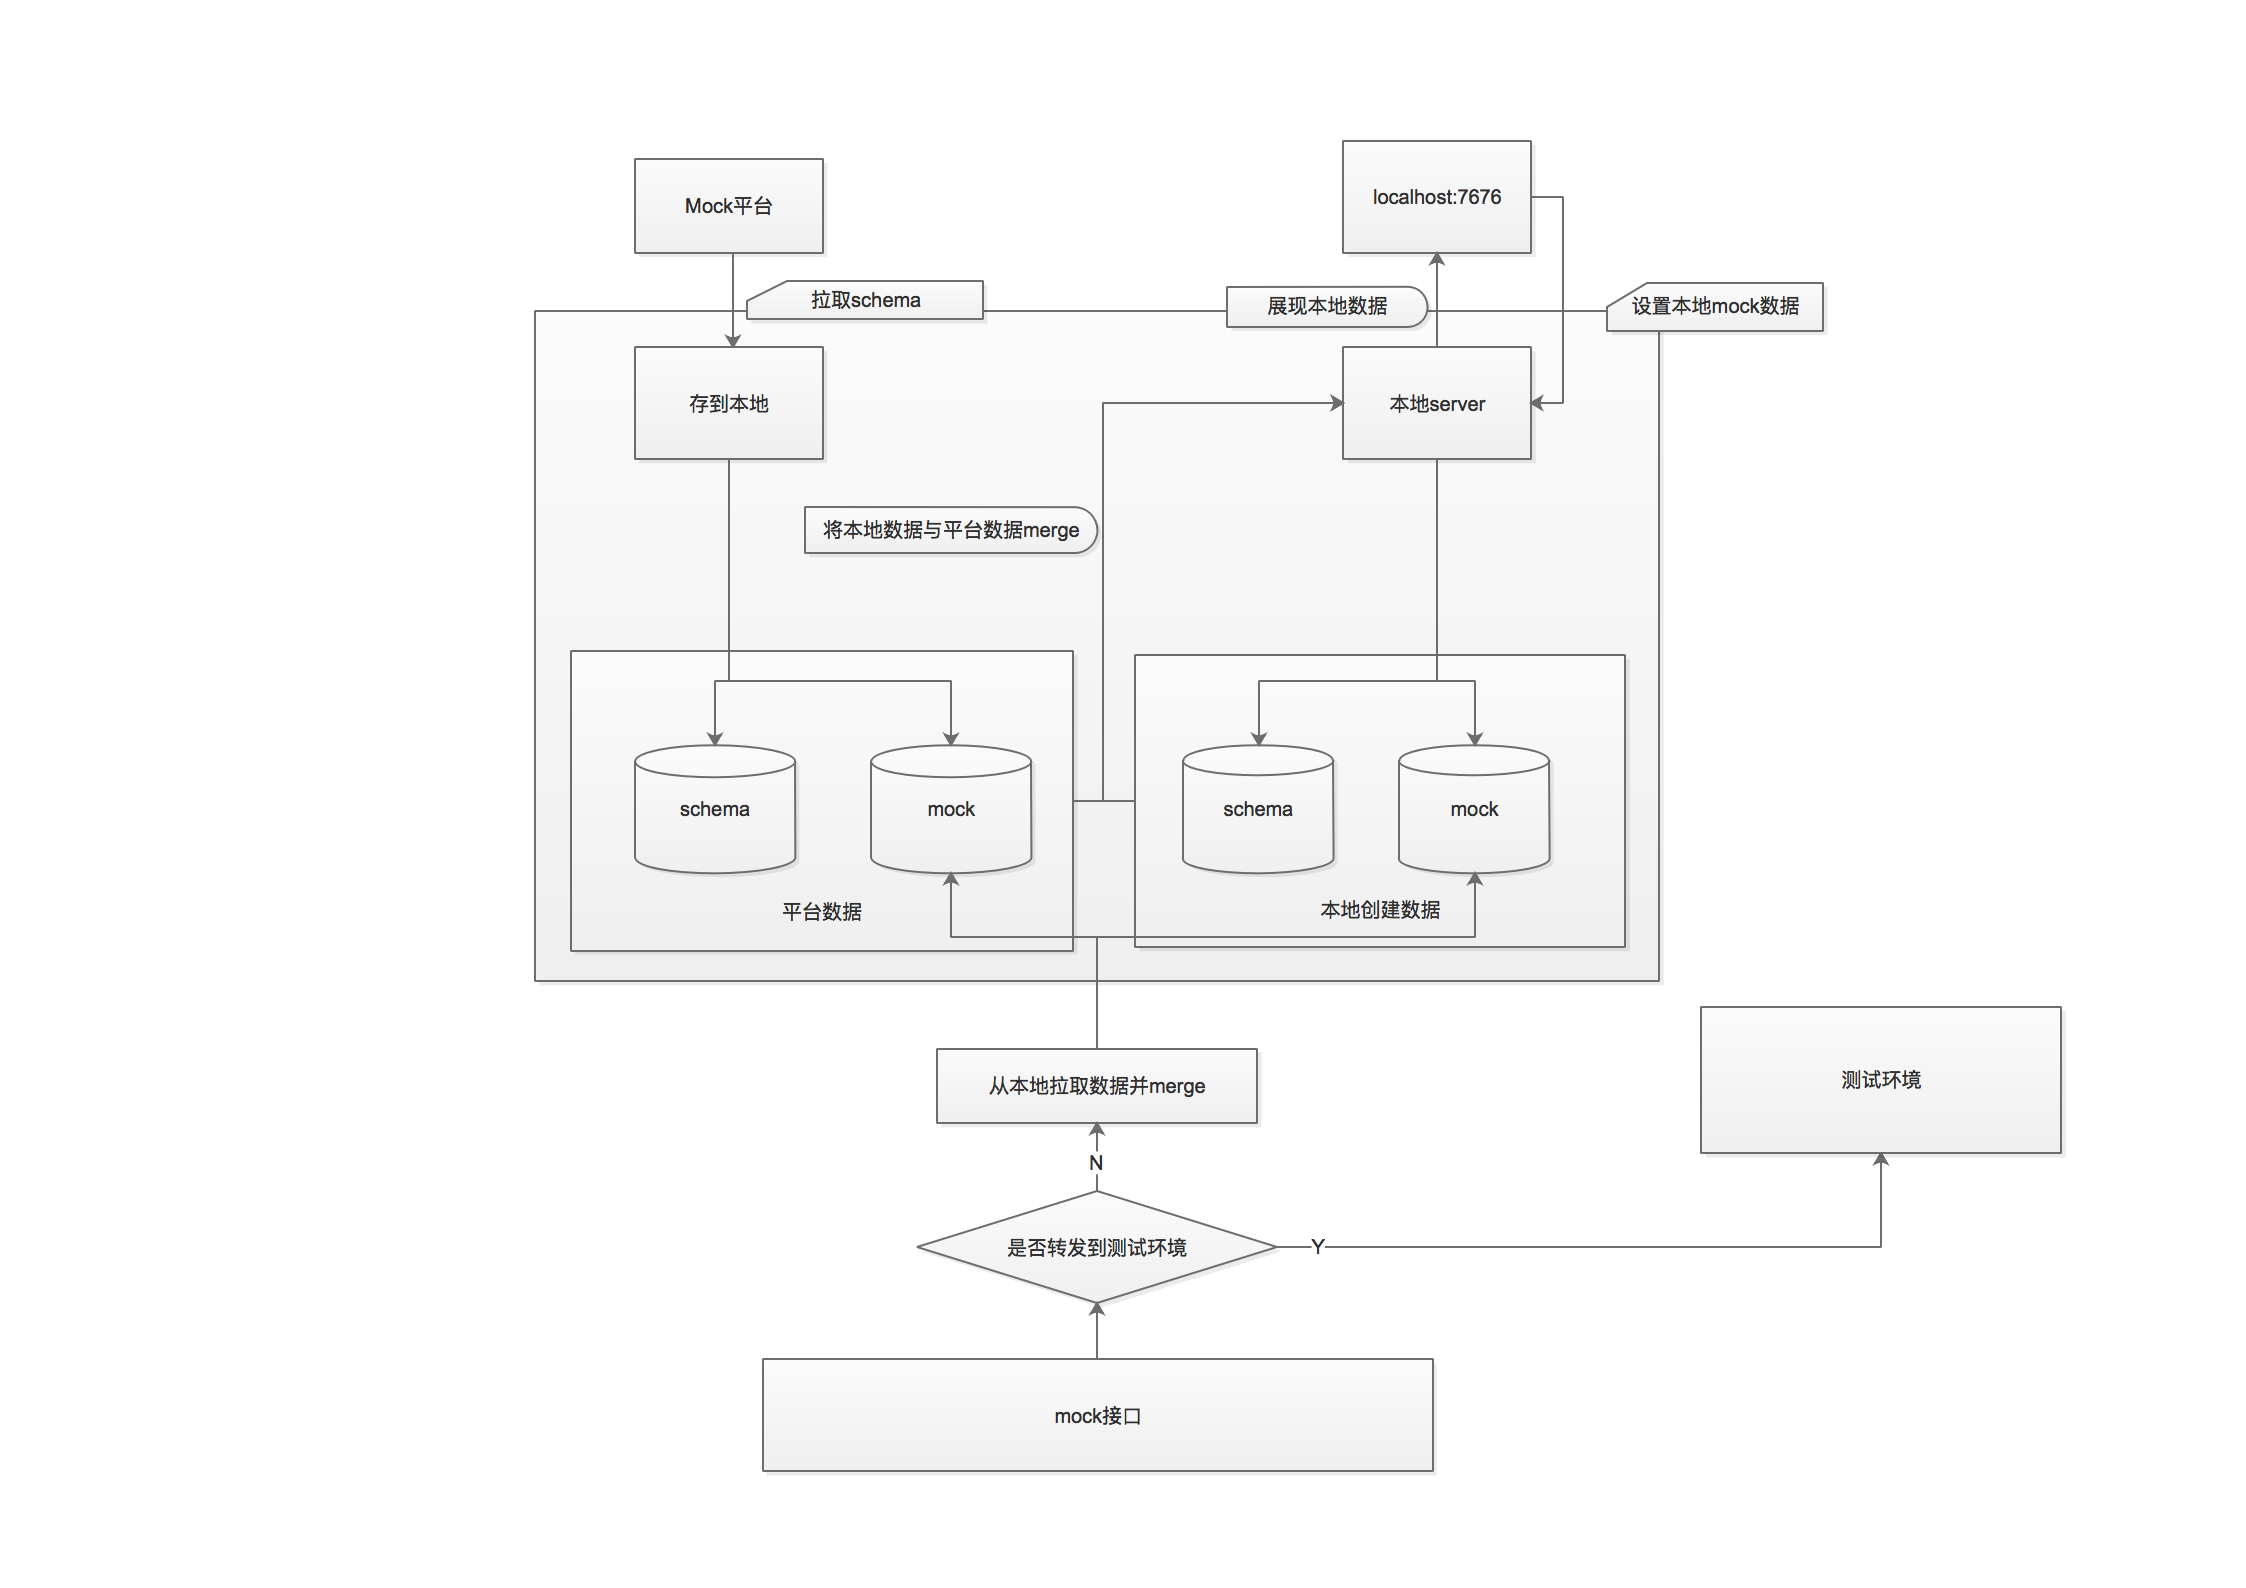 localhost:7676
Mock平台
拉取schema
展现本地数据
设置本地mock数据
存到本地
本地server
将本地数据与平台数据merge
schema
mock
schema
mock
平台数据
本地创建数据
从本地拉取数据并merge
测试环境
N
是否转发到测试环境
Y
mock接口